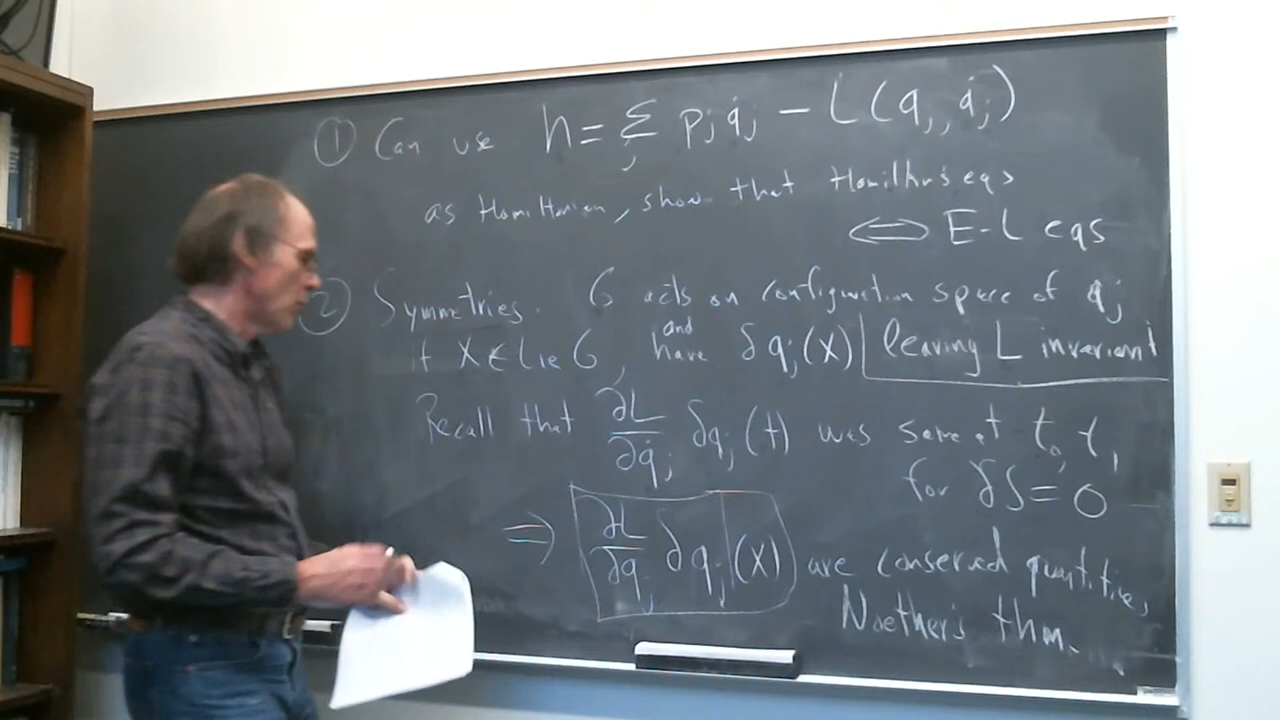 ① Can use h = Σ_j p_j q̇_j − L(q_j, q̇_j)
as Hamiltonian, show that Hamilton's eqs
⟺ E-L eqs
② Symmetries. G acts on configuration space of q_j
if X ∈ Lie G, and have δq_j(X) leaving L invariant
Recall that ∂L/∂q̇_j δq_j(t) was same at t₀, t₁
for δS = 0
⇒ ∂L/∂q̇_j δq_j(X) are conserved quantities,
Noether's thm.